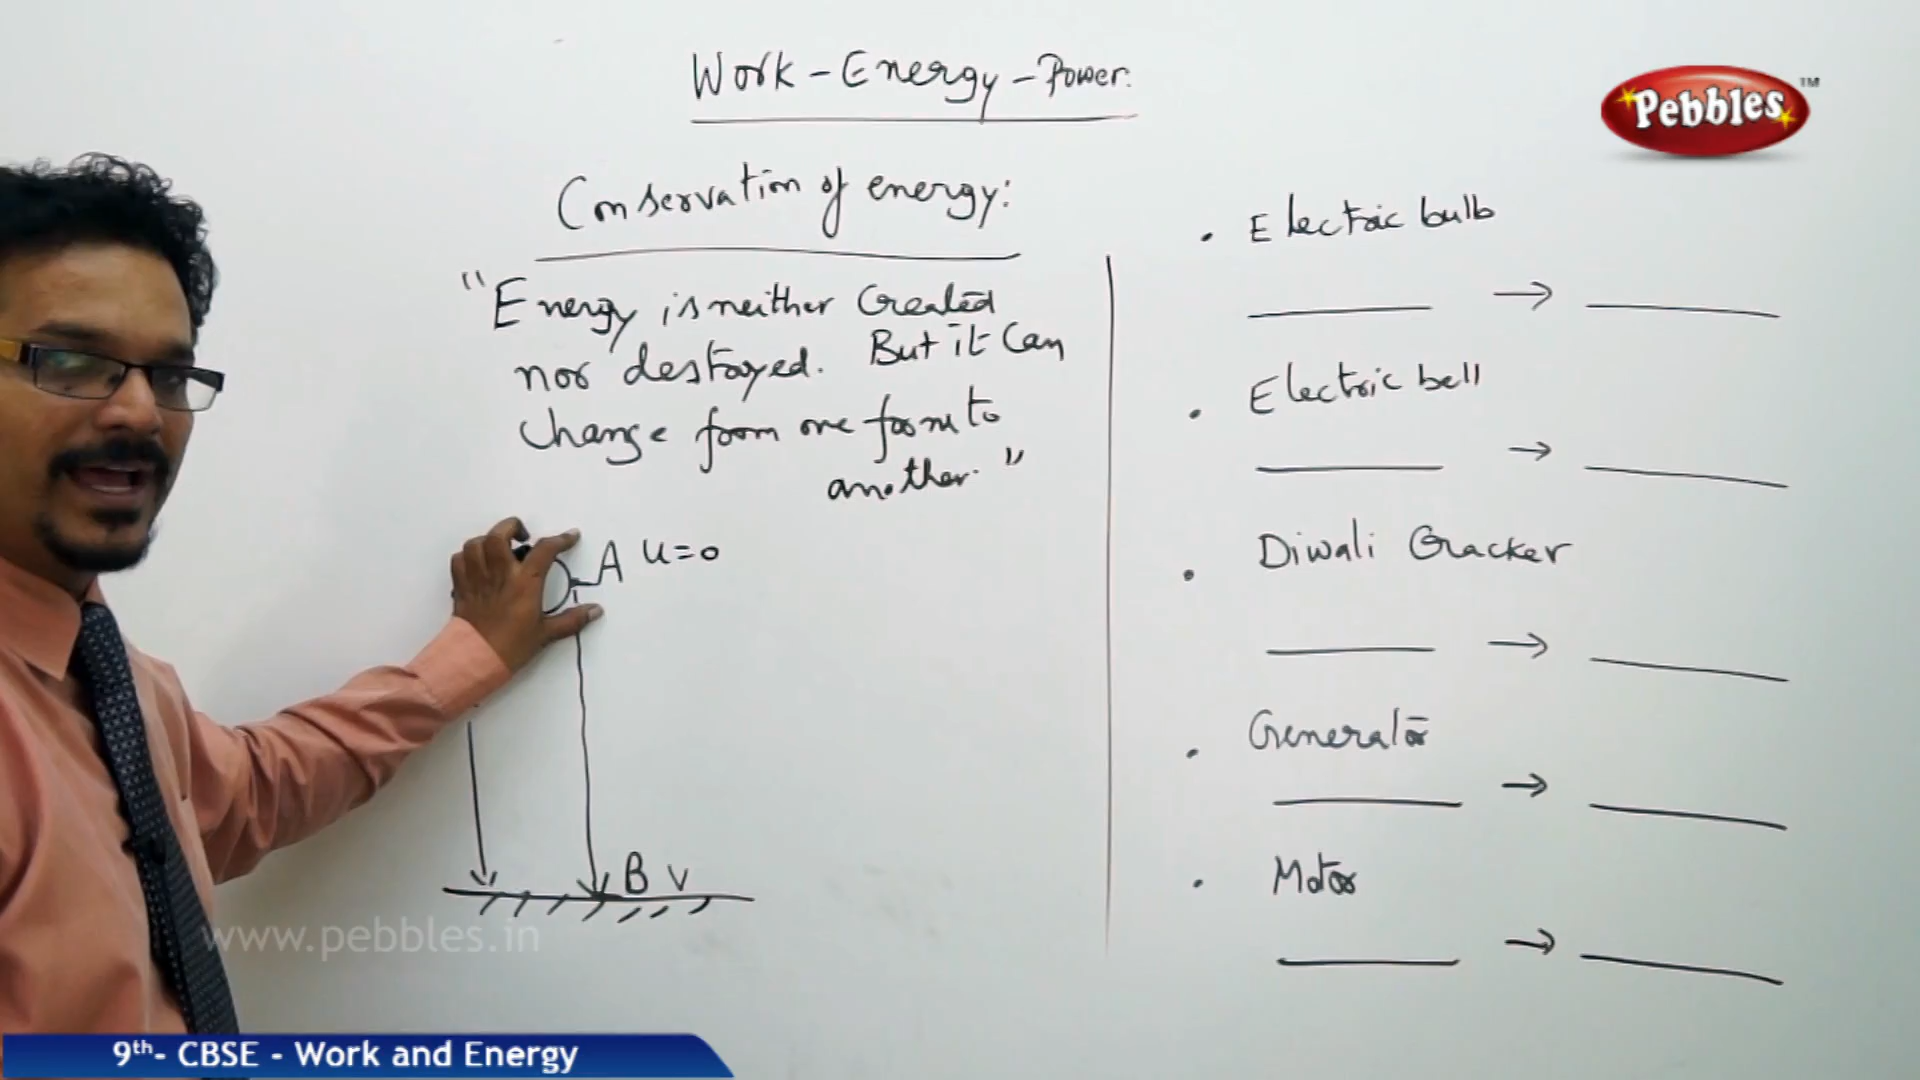 Work - Energy - Power.
Pebbles™
Conservation of energy:
"Energy is neither Created
nor destroyed. But it Can
Change from one form to
another."
A u=0
B V
• Electric bulb
→
• Electric bell
→
• Diwali Cracker
→
• Generator
→
• Motor
→
www.pebbles.in
9th- CBSE - Work and Energy